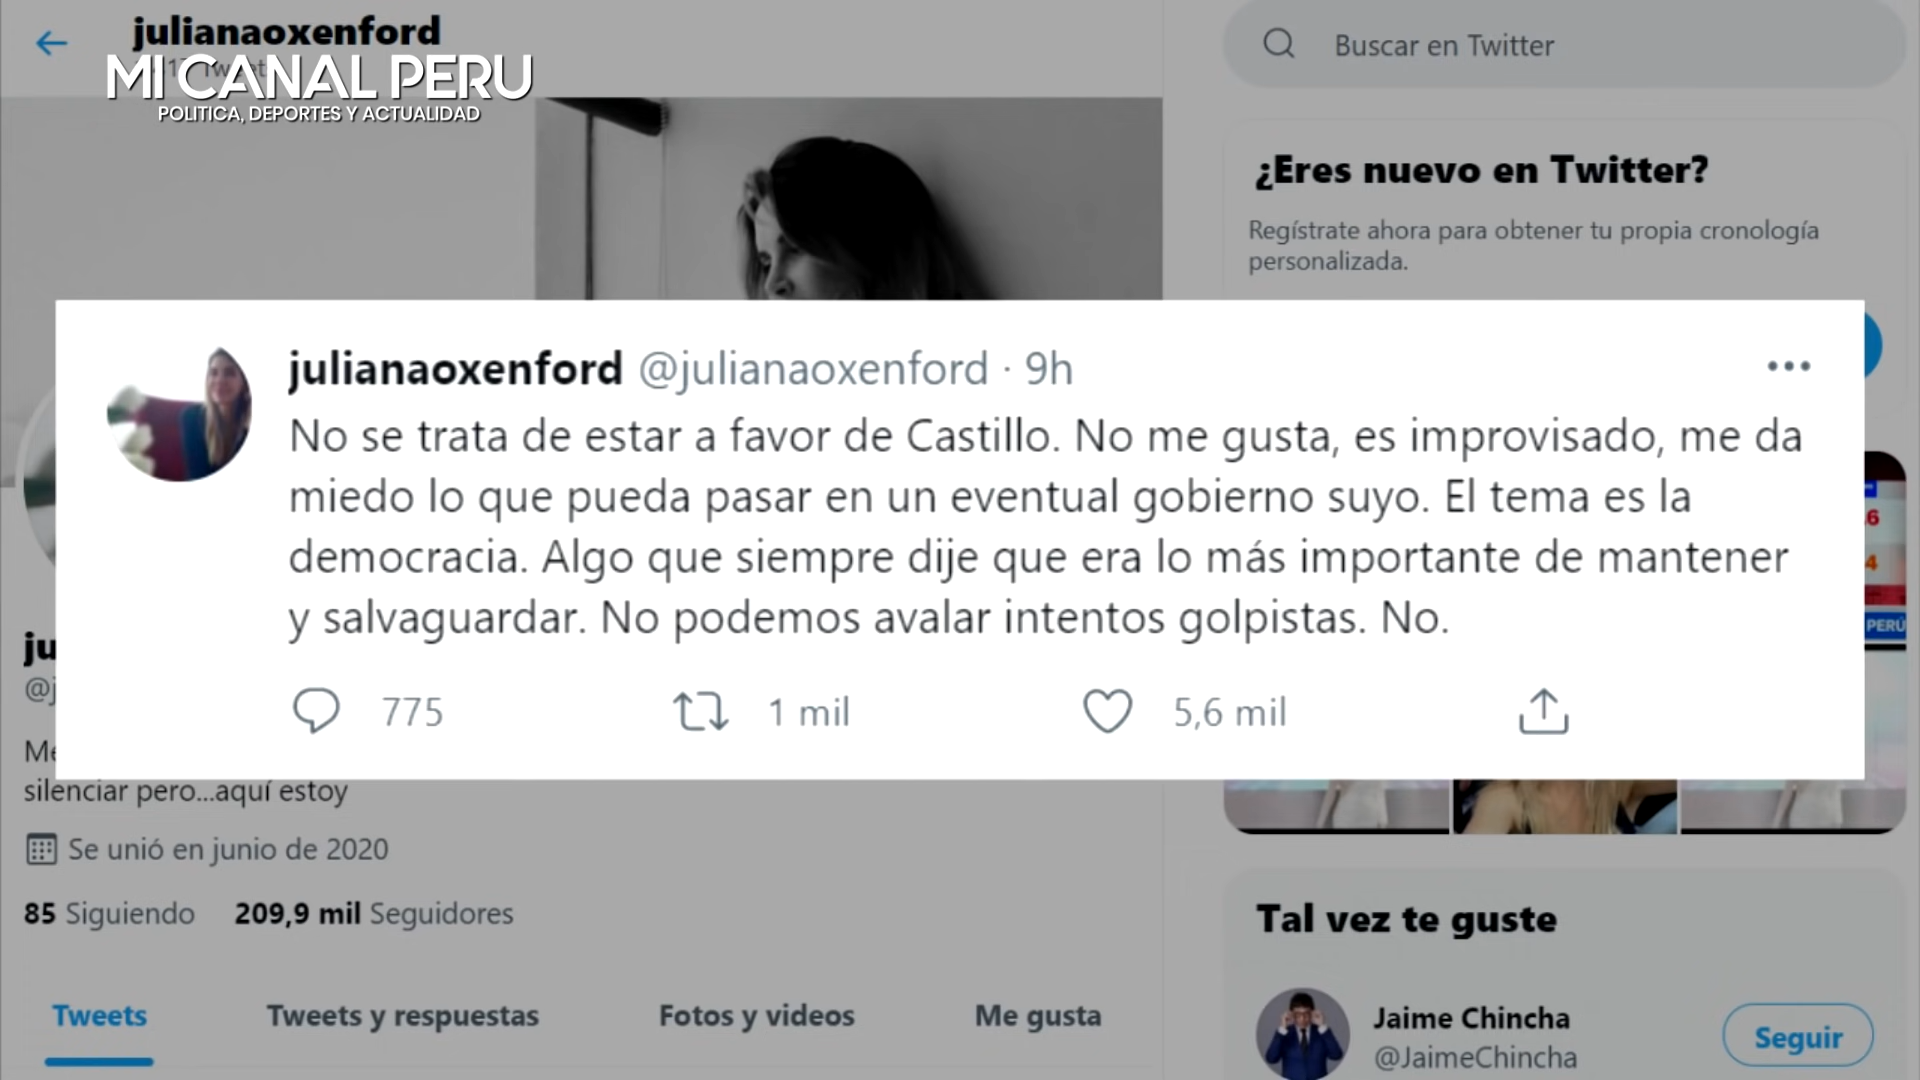 julianaoxenford
MI CANAL PERU
POLITICA, DEPORTES Y ACTUALIDAD
Buscar en Twitter
¿Eres nuevo en Twitter?
Regístrate ahora para obtener tu propia cronología
personalizada.
julianaoxenford @julianaoxenford · 9h
No se trata de estar a favor de Castillo. No me gusta, es improvisado, me da
miedo lo que pueda pasar en un eventual gobierno suyo. El tema es la
democracia. Algo que siempre dije que era lo más importante de mantener
y salvaguardar. No podemos avalar intentos golpistas. No.
775 1 mil 5,6 mil
ju
@j
silenciar pero...aquí estoy
Se unió en junio de 2020
85 Siguiendo 209,9 mil Seguidores
Tweets Tweets y respuestas Fotos y videos Me gusta
PERÚ
Tal vez te guste
Jaime Chincha
@JaimeChincha
Seguir